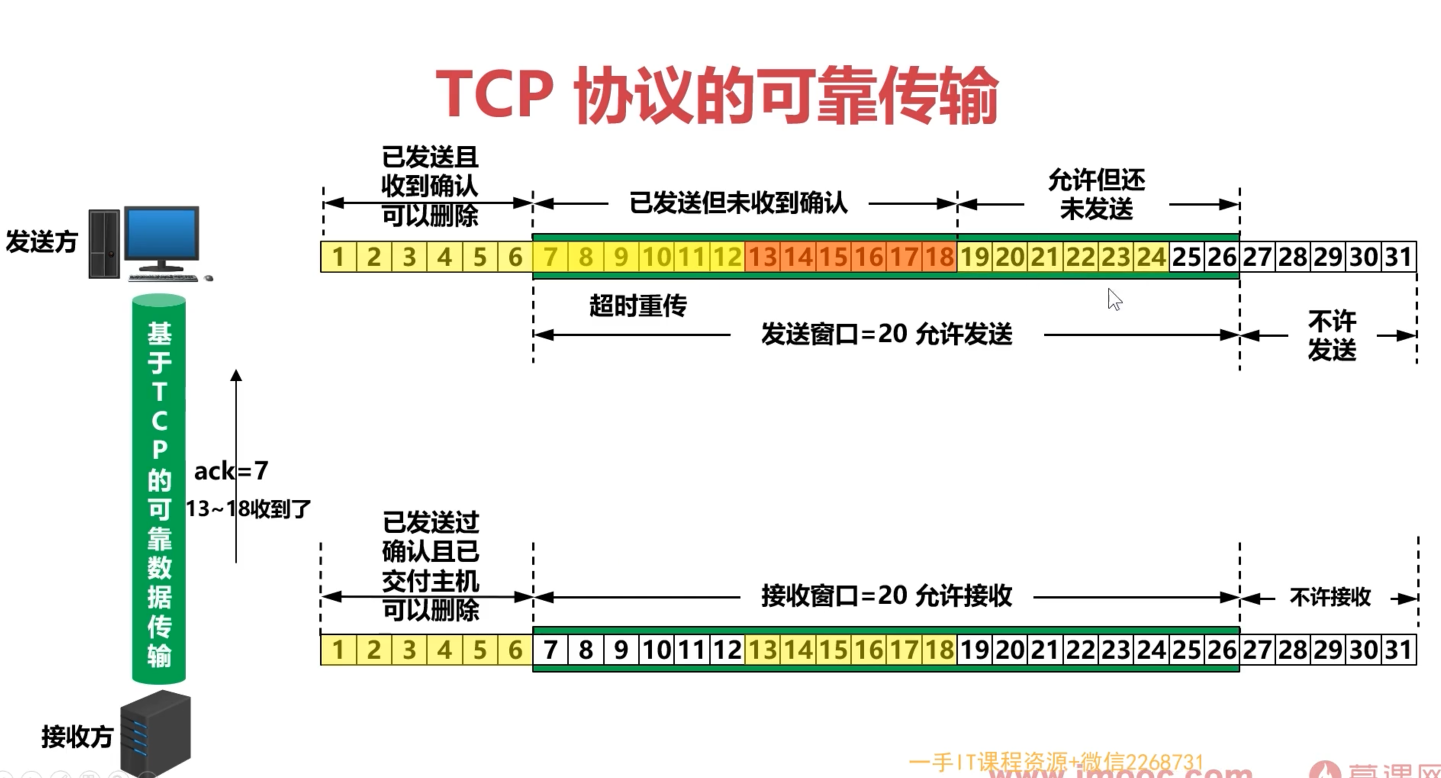 TCP 协议的可靠传输
已发送且
收到确认
可以删除
已发送但未收到确认
允许但还
未发送
发送方
1 2 3 4 5 6 7 8 9 10 11 12 13 14 15 16 17 18 19 20 21 22 23 24 25 26 27 28 29 30 31
超时重传
发送窗口=20 允许发送
不许
发送
基于TCP的可靠数据传输
ack=7
13~18收到了
已发送过
确认且已
交付主机
可以删除
接收窗口=20 允许接收
不许接收
1 2 3 4 5 6 7 8 9 10 11 12 13 14 15 16 17 18 19 20 21 22 23 24 25 26 27 28 29 30 31
接收方
一手IT课程资源+微信2268731
www.imooc.com
慕课网